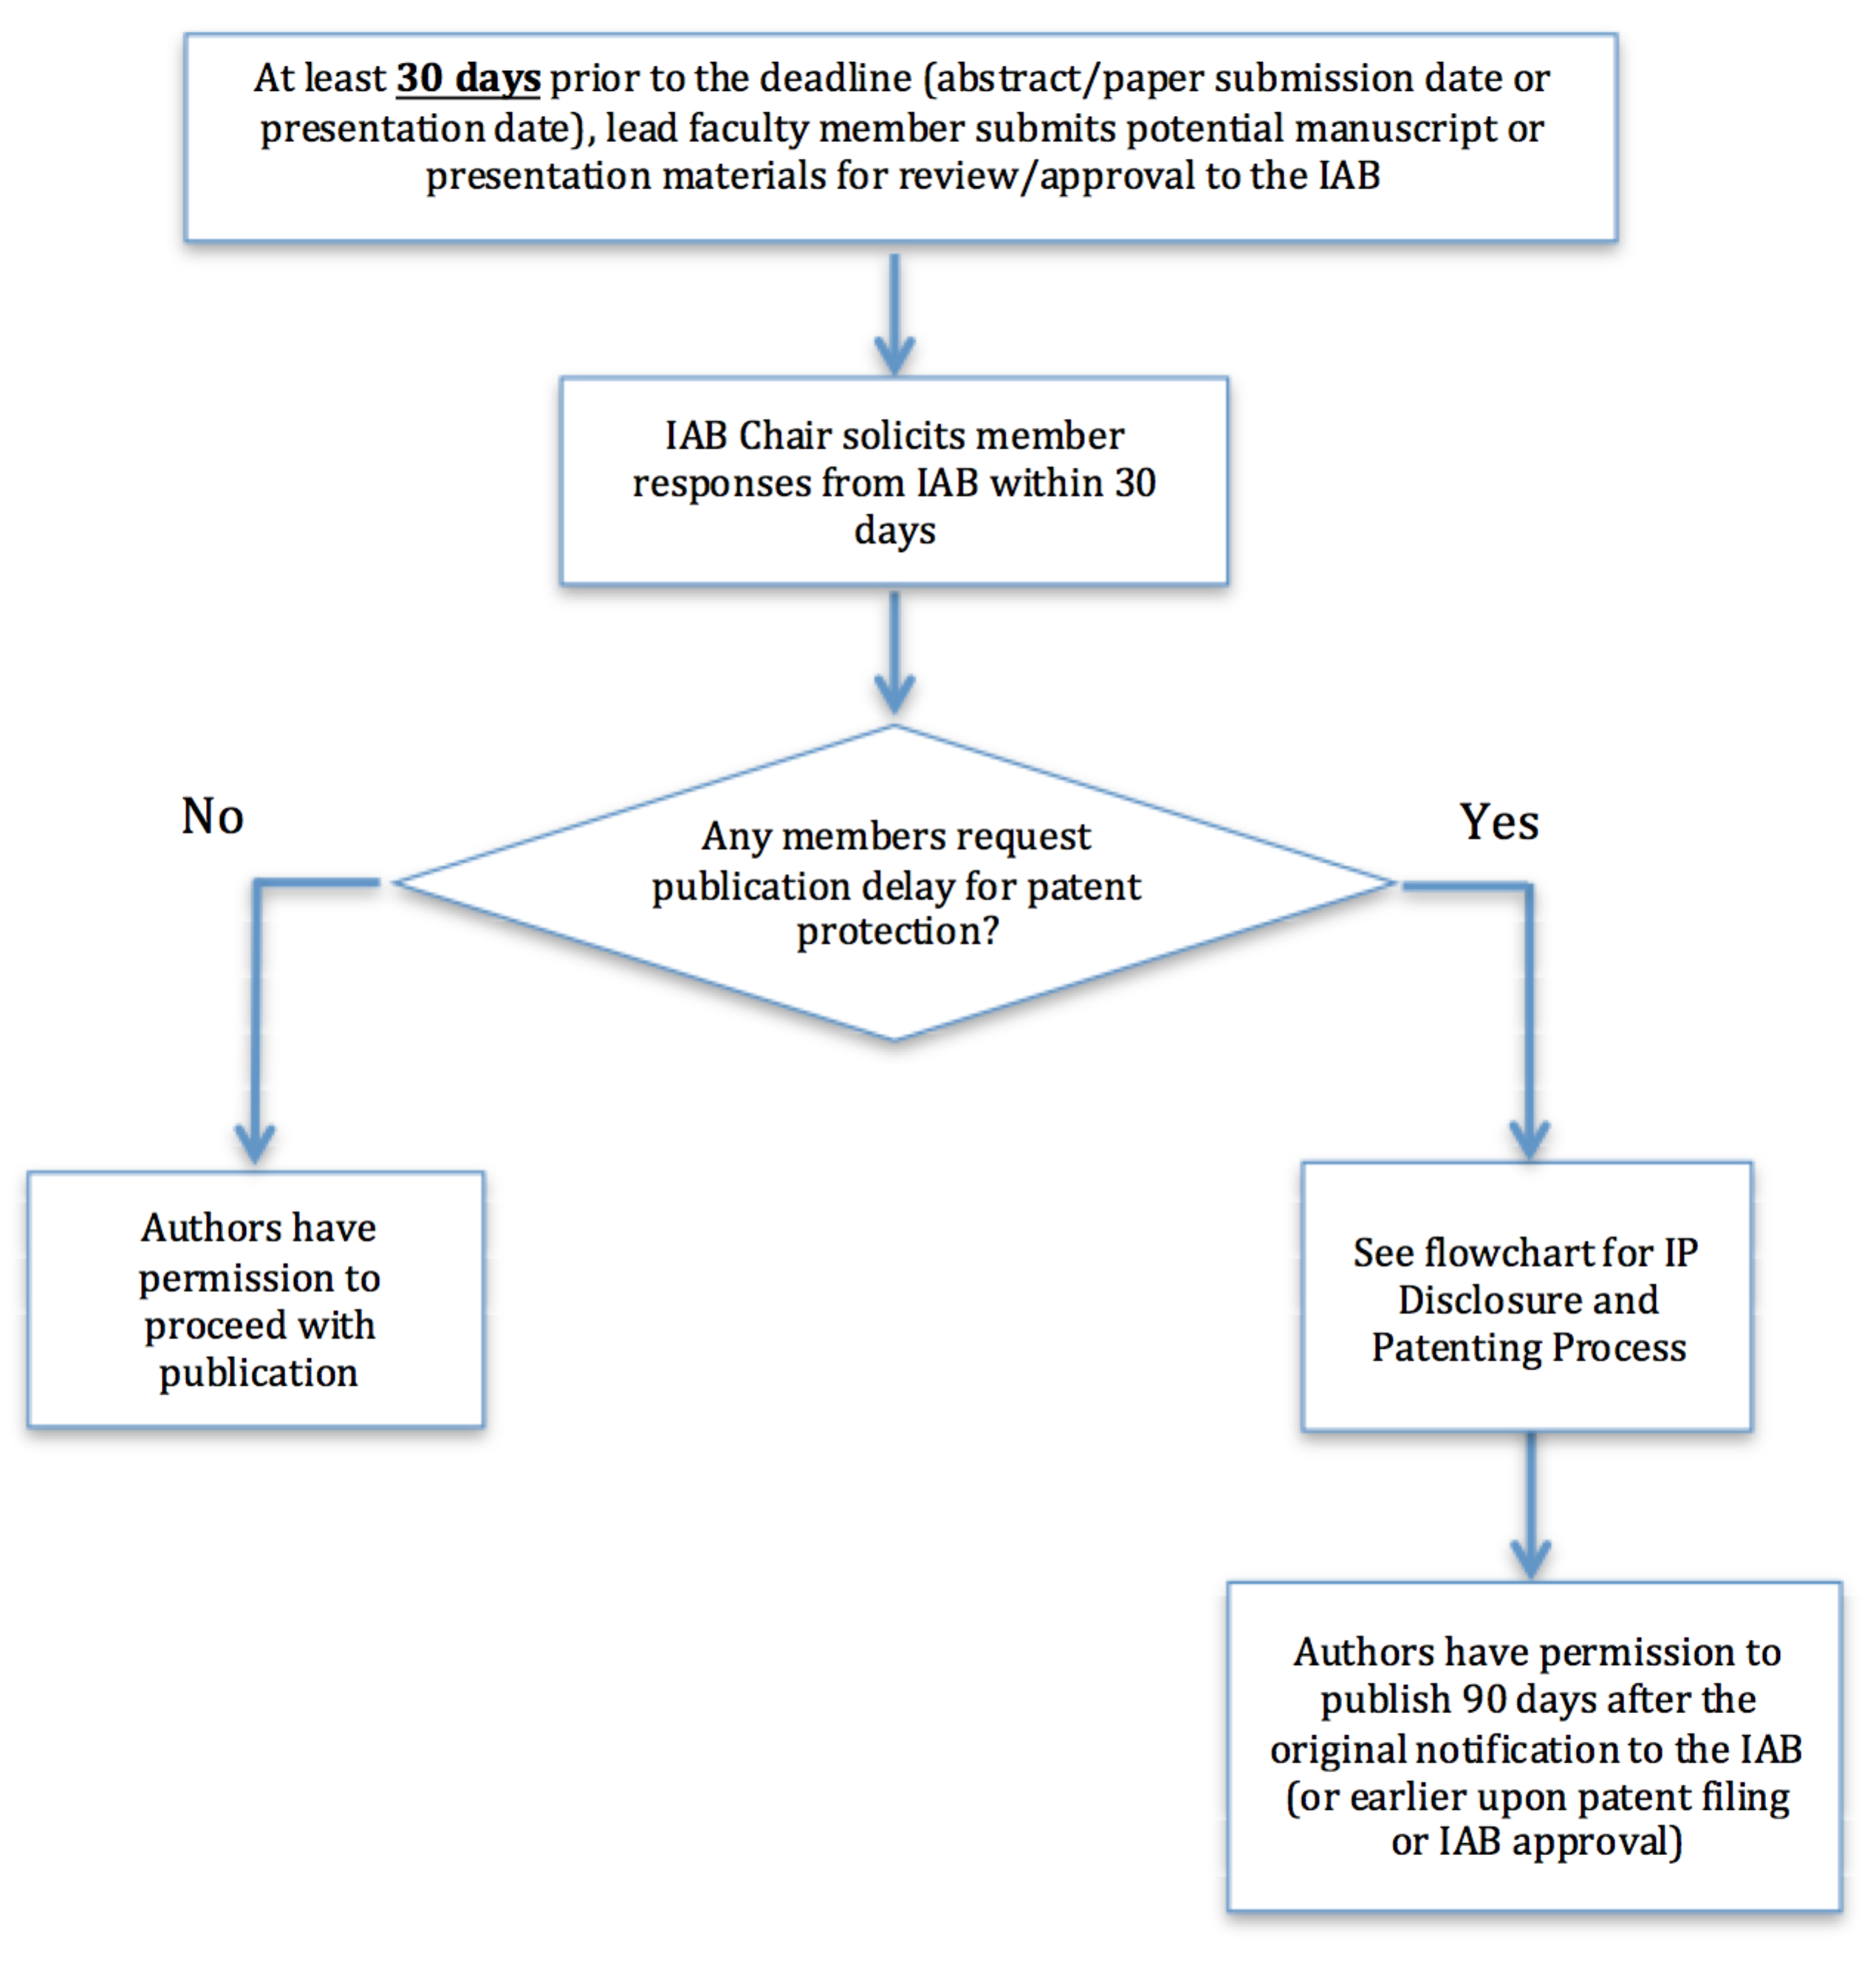 At least 30 days prior to the deadline (abstract/paper submission date or
presentation date), lead faculty member submits potential manuscript or
presentation materials for review/approval to the IAB
IAB Chair solicits member
responses from IAB within 30
days
Any members request
publication delay for patent
protection?
No
Yes
Authors have
permission to
proceed with
publication
See flowchart for IP
Disclosure and
Patenting Process
Authors have permission to
publish 90 days after the
original notification to the IAB
(or earlier upon patent filing
or IAB approval)